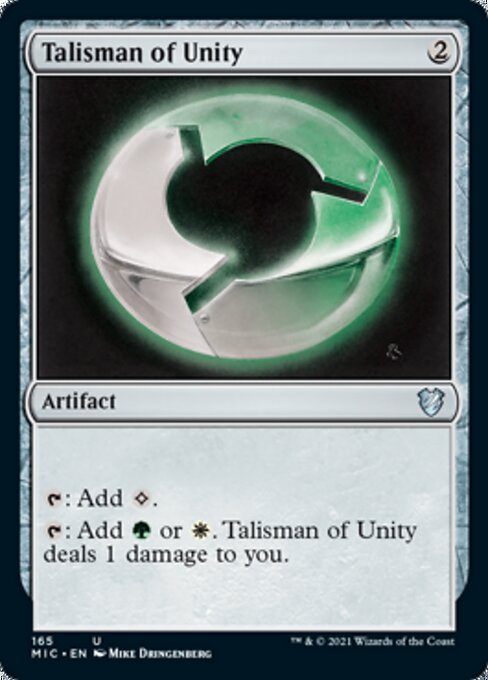 Talisman of Unity 2
Artifact
: Add .
: Add or . Talisman of Unity
deals 1 damage to you.
165 U
MIC • EN Mike Dringenberg
™ & © 2021 Wizards of the Coast